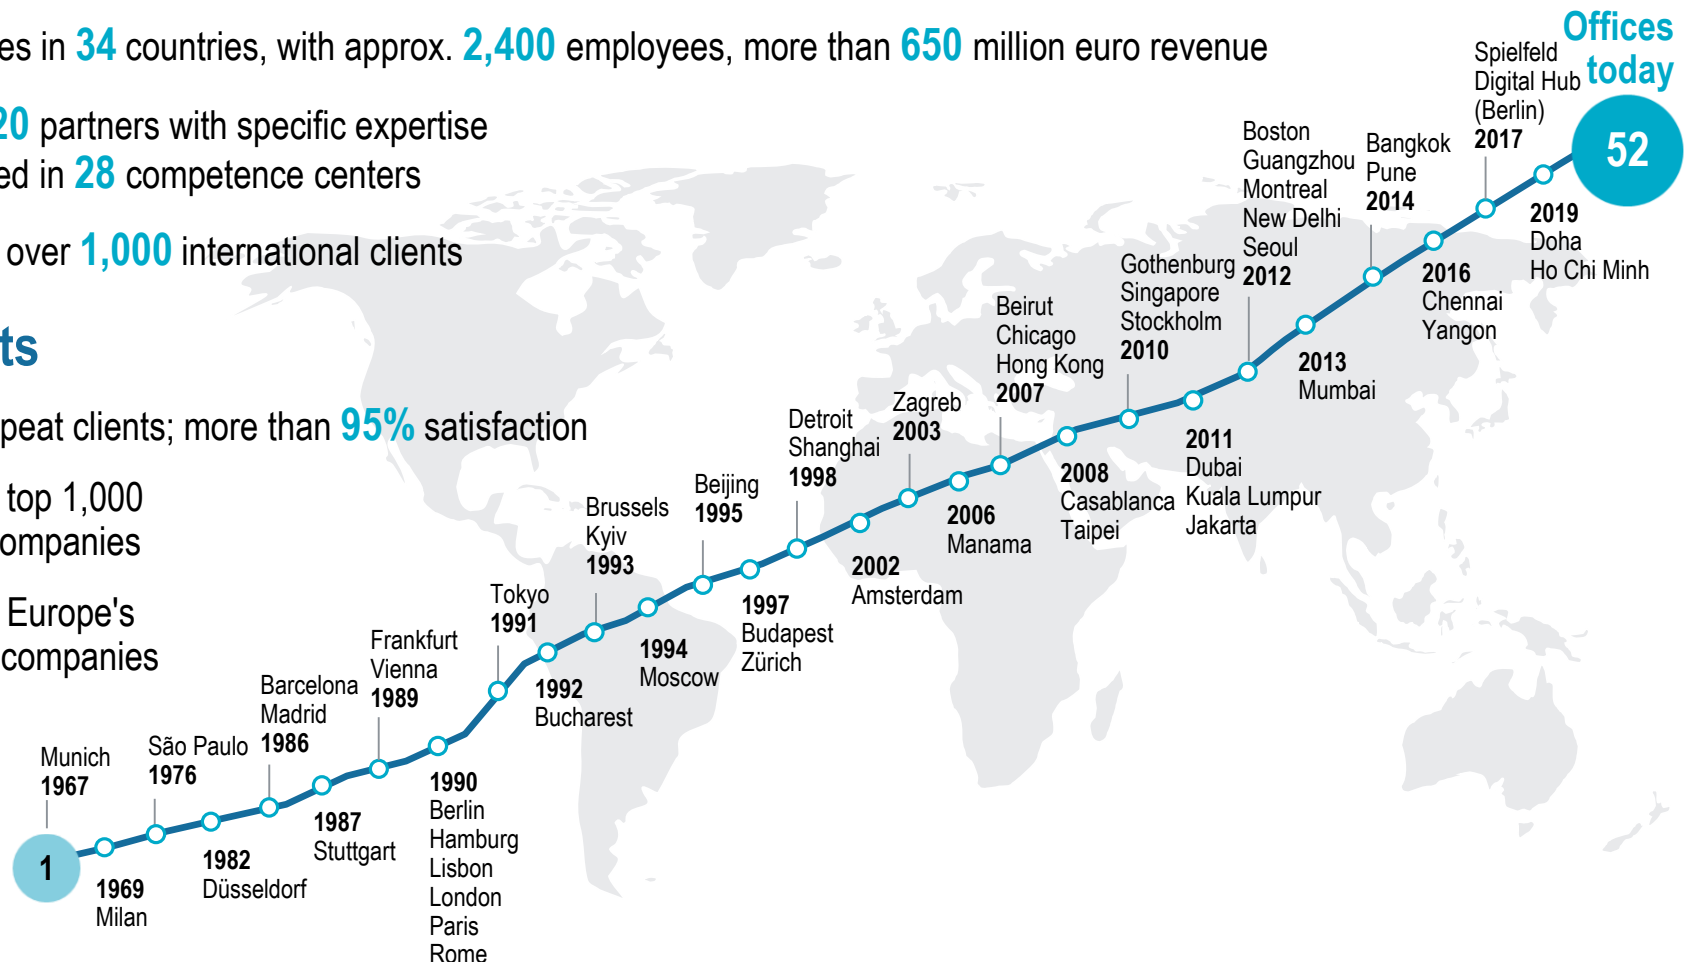 es in 34 countries, with approx. 2,400 employees, more than 650 million euro revenue
20 partners with specific expertise
ed in 28 competence centers
over 1,000 international clients
ts
peat clients; more than 95% satisfaction
top 1,000
ompanies
Europe's
companies
Munich
1967
1
1969
Milan
São Paulo
1976
1982
Düsseldorf
Barcelona
Madrid
1986
1987
Stuttgart
Frankfurt
Vienna
1989
1990
Berlin
Hamburg
Lisbon
London
Paris
Rome
Tokyo
1991
1992
Bucharest
Brussels
Kyiv
1993
1994
Moscow
Beijing
1995
1997
Budapest
Zürich
Detroit
Shanghai
1998
2002
Amsterdam
Zagreb
2003
2006
Manama
Beirut
Chicago
Hong Kong
2007
2008
Casablanca
Taipei
Gothenburg
Singapore
Stockholm
2010
2011
Dubai
Kuala Lumpur
Jakarta
Boston
Guangzhou
Montreal
New Delhi
Seoul
2012
2013
Mumbai
Bangkok
Pune
2014
2016
Chennai
Yangon
Spielfeld
Digital Hub
(Berlin)
2017
2019
Doha
Ho Chi Minh
Offices
today
52